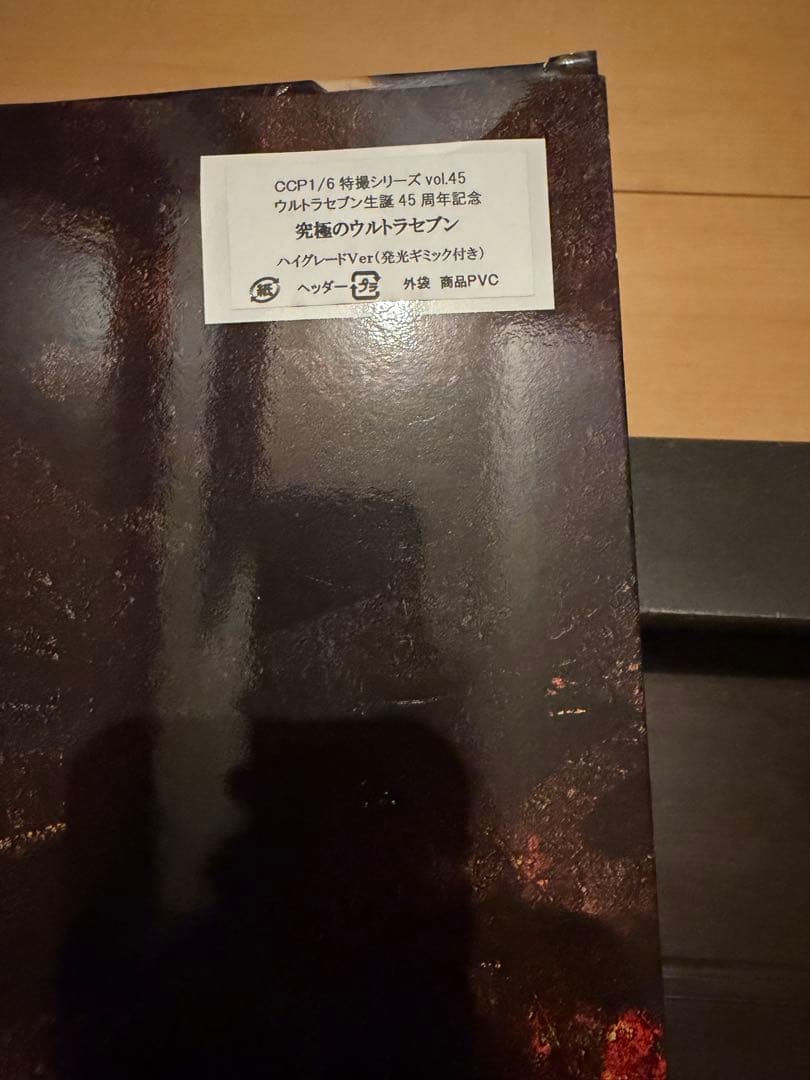 CCP1/6 特撮シリーズ vol.45
ウルトラセブン生誕 45 周年記念
究極のウルトラセブン
ハイグレードVer(発光ギミック付き)
紙 ヘッダー プラ 外袋 商品PVC